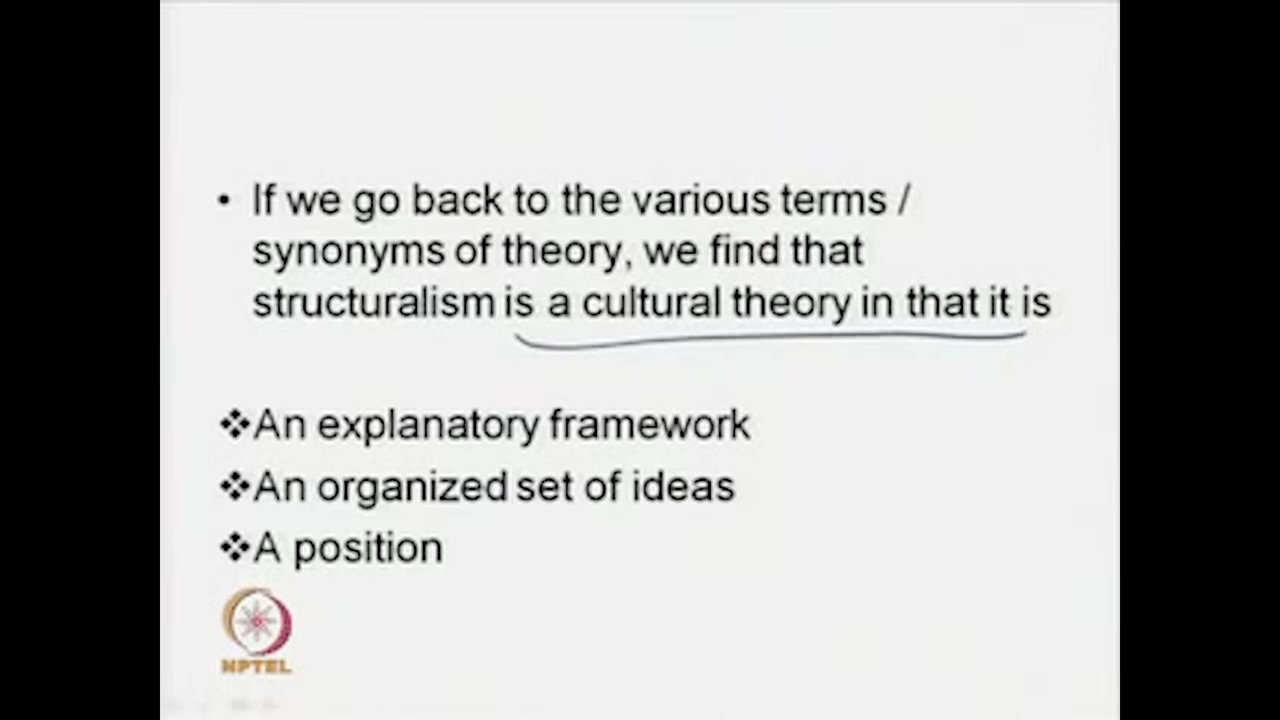 • If we go back to the various terms /
synonyms of theory, we find that
structuralism is a cultural theory in that it is
❖An explanatory framework
❖An organized set of ideas
❖A position
NPTEL